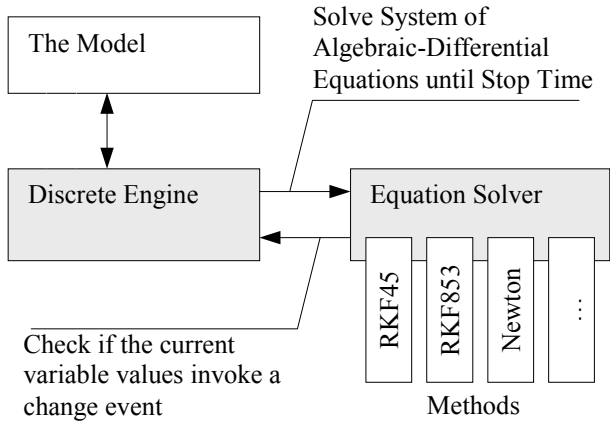 The Model
Solve System of
Algebraic-Differential
Equations until Stop Time
Discrete Engine
Equation Solver
RKF45
RKF853
Newton
...
Check if the current
variable values invoke a
change event
Methods